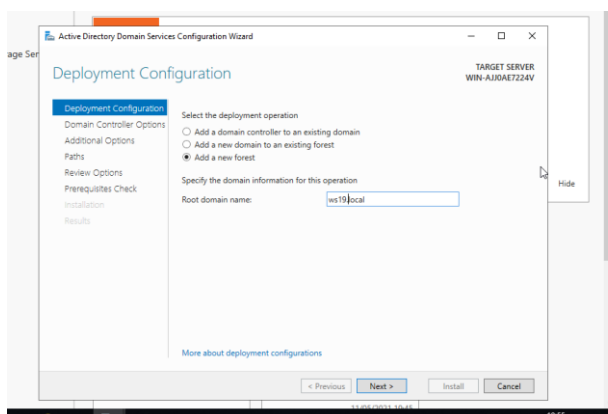 Active Directory Domain Services Configuration Wizard
age Ser
Deployment Configuration
TARGET SERVER
WIN-AJJ0AE7224V
Deployment Configuration
Domain Controller Options
Additional Options
Paths
Review Options
Prerequisites Check
Installation
Results
Select the deployment operation
Add a domain controller to an existing domain
Add a new domain to an existing forest
Add a new forest
Specify the domain information for this operation
Root domain name:
ws19.local
Hide
More about deployment configurations
< Previous
Next >
Install
Cancel